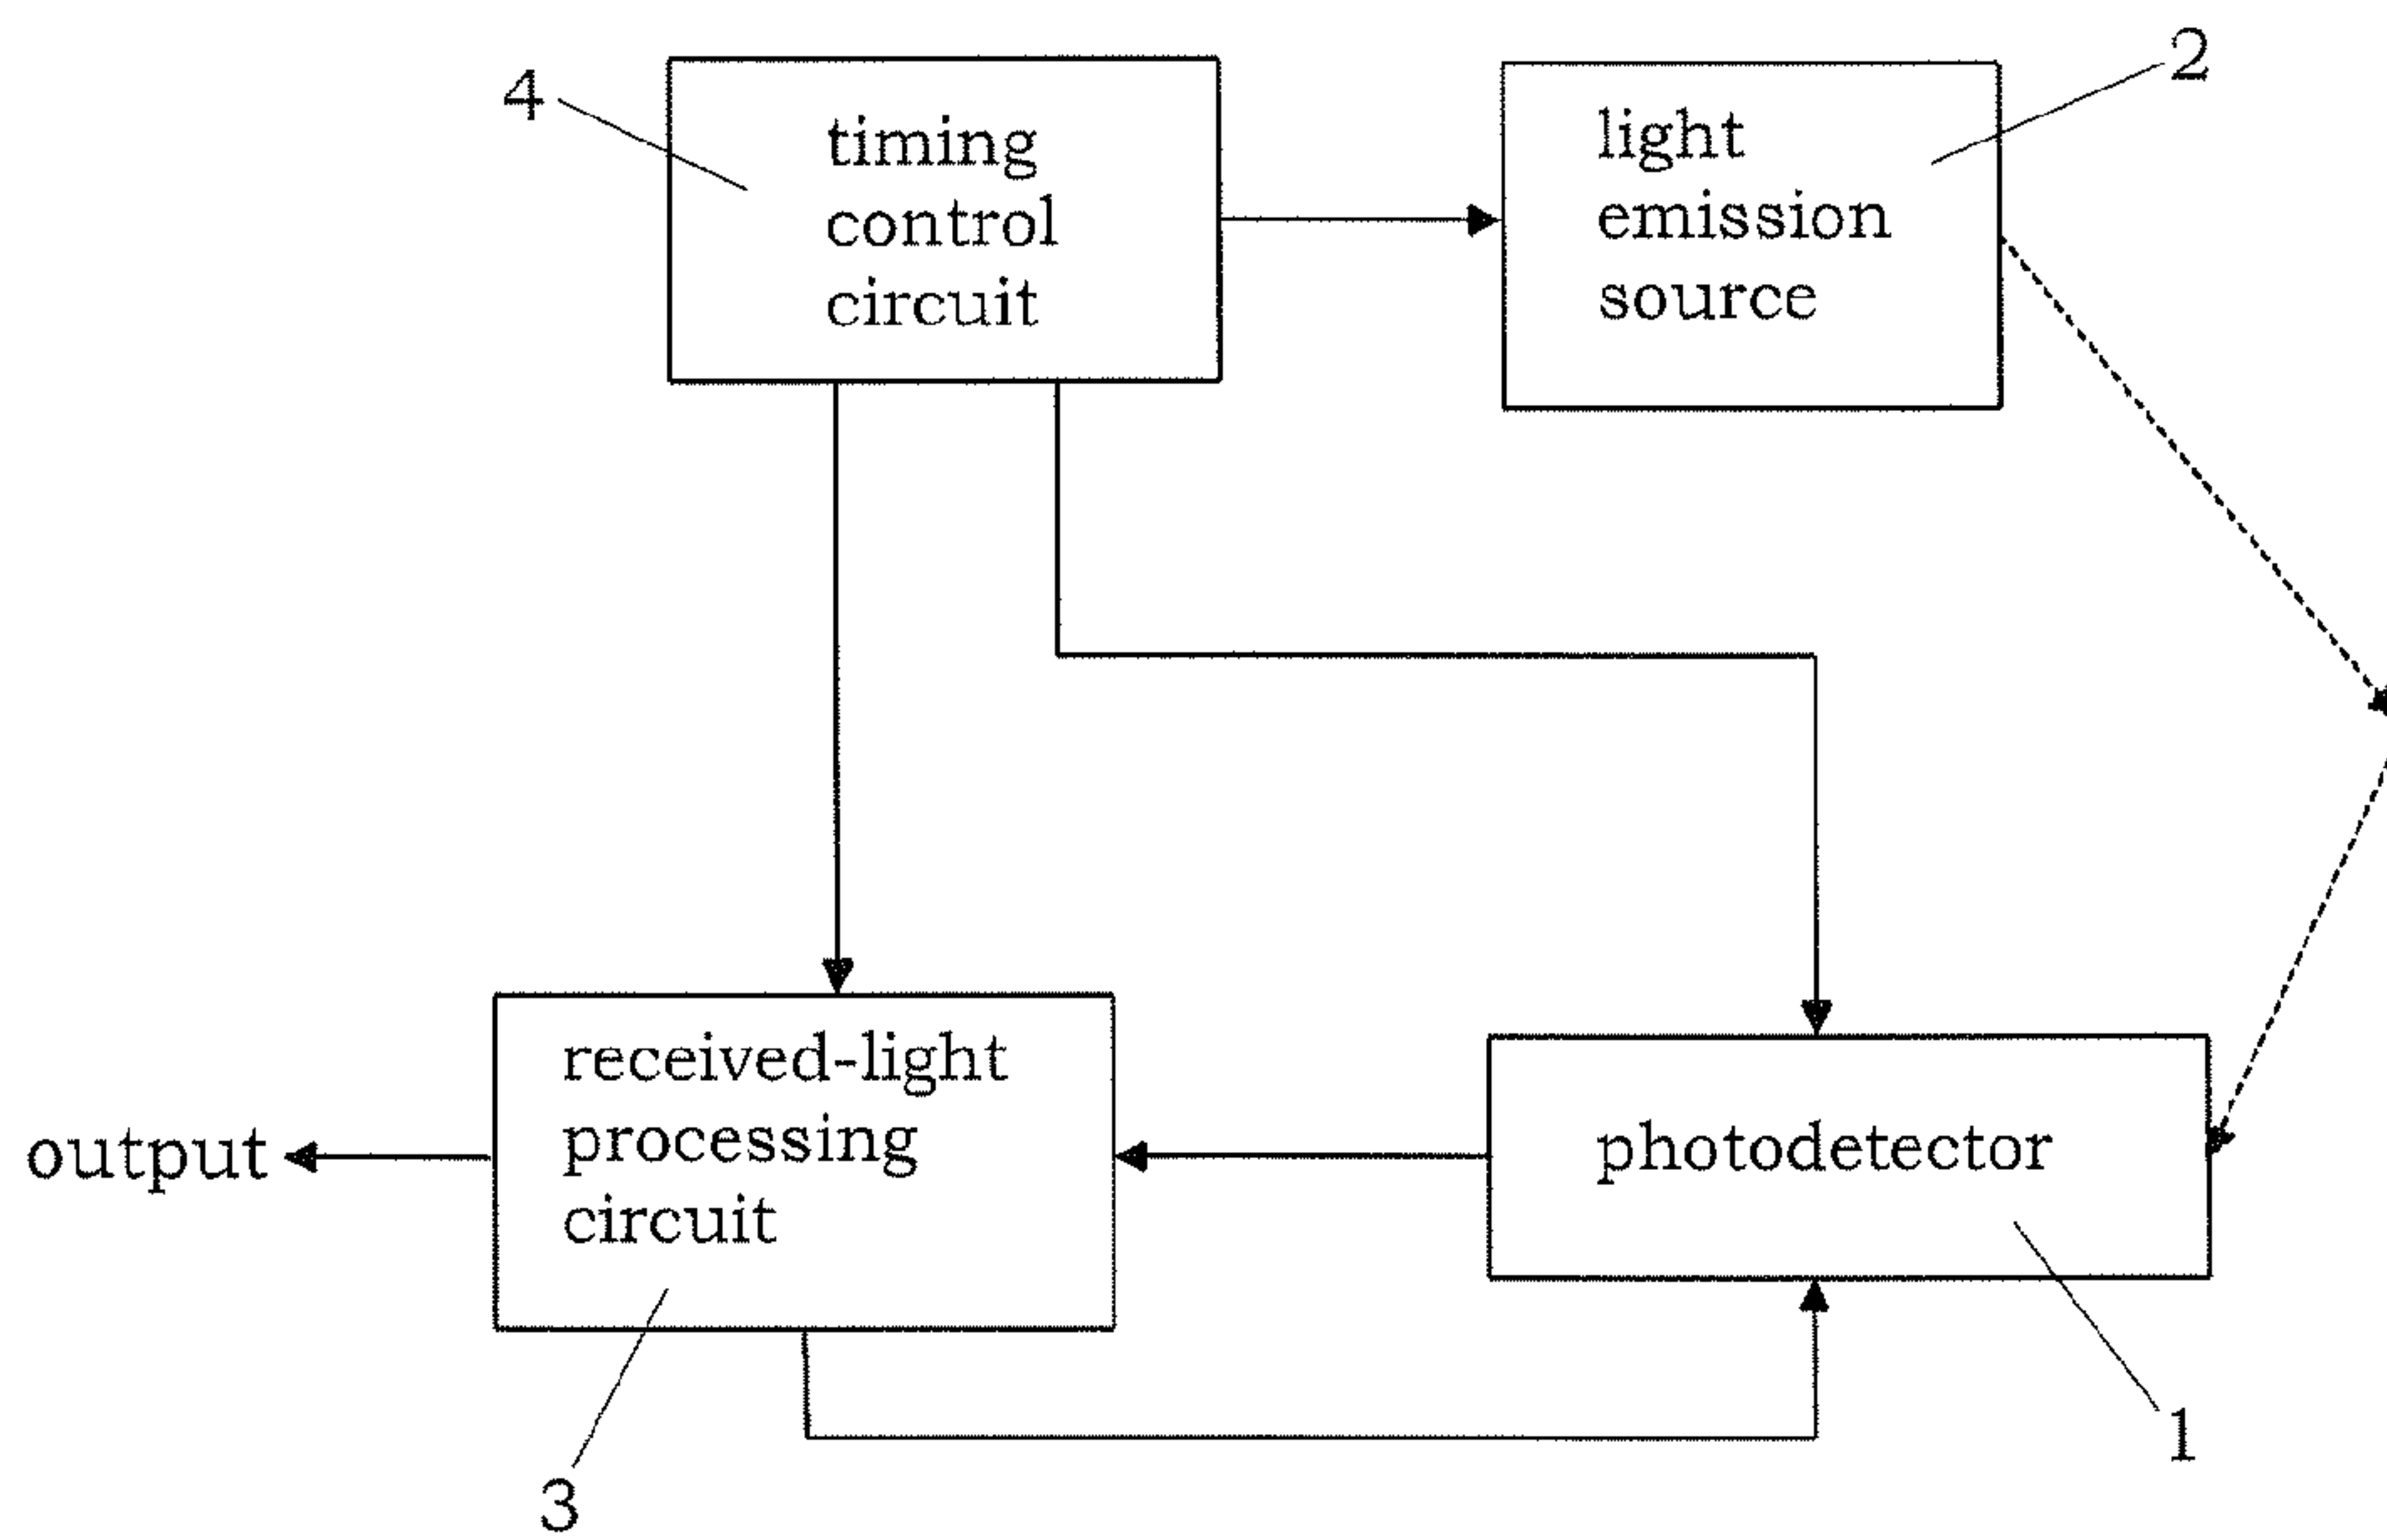 4
timing
control
circuit
light
emission
source
2
received-light
processing
circuit
output
photodetector
3
1